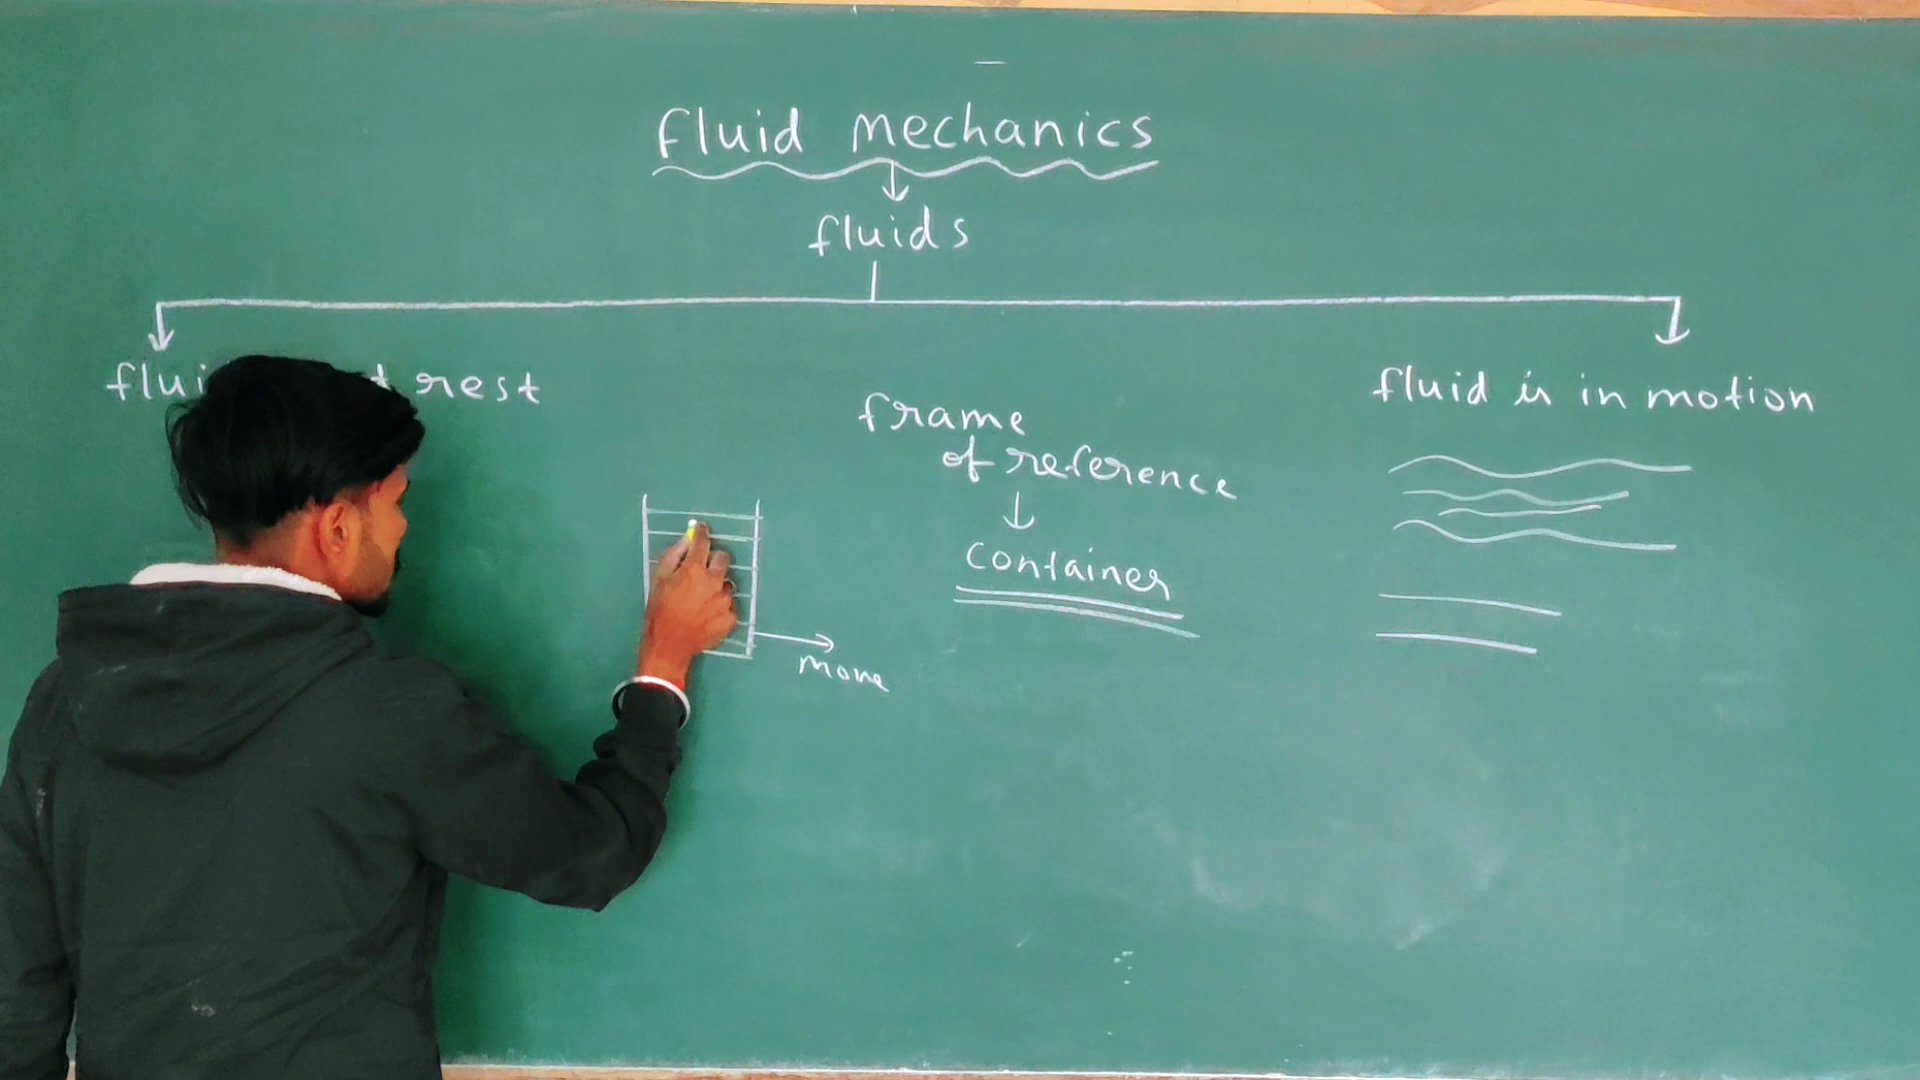 fluid mechanics
fluids
rest
fluid is in motion
frame
of reference
container
move